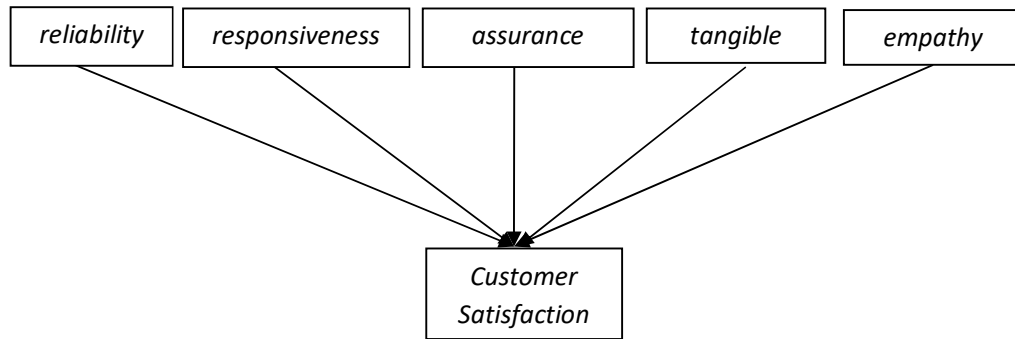 reliability
responsiveness
assurance
tangible
empathy
Customer
Satisfaction